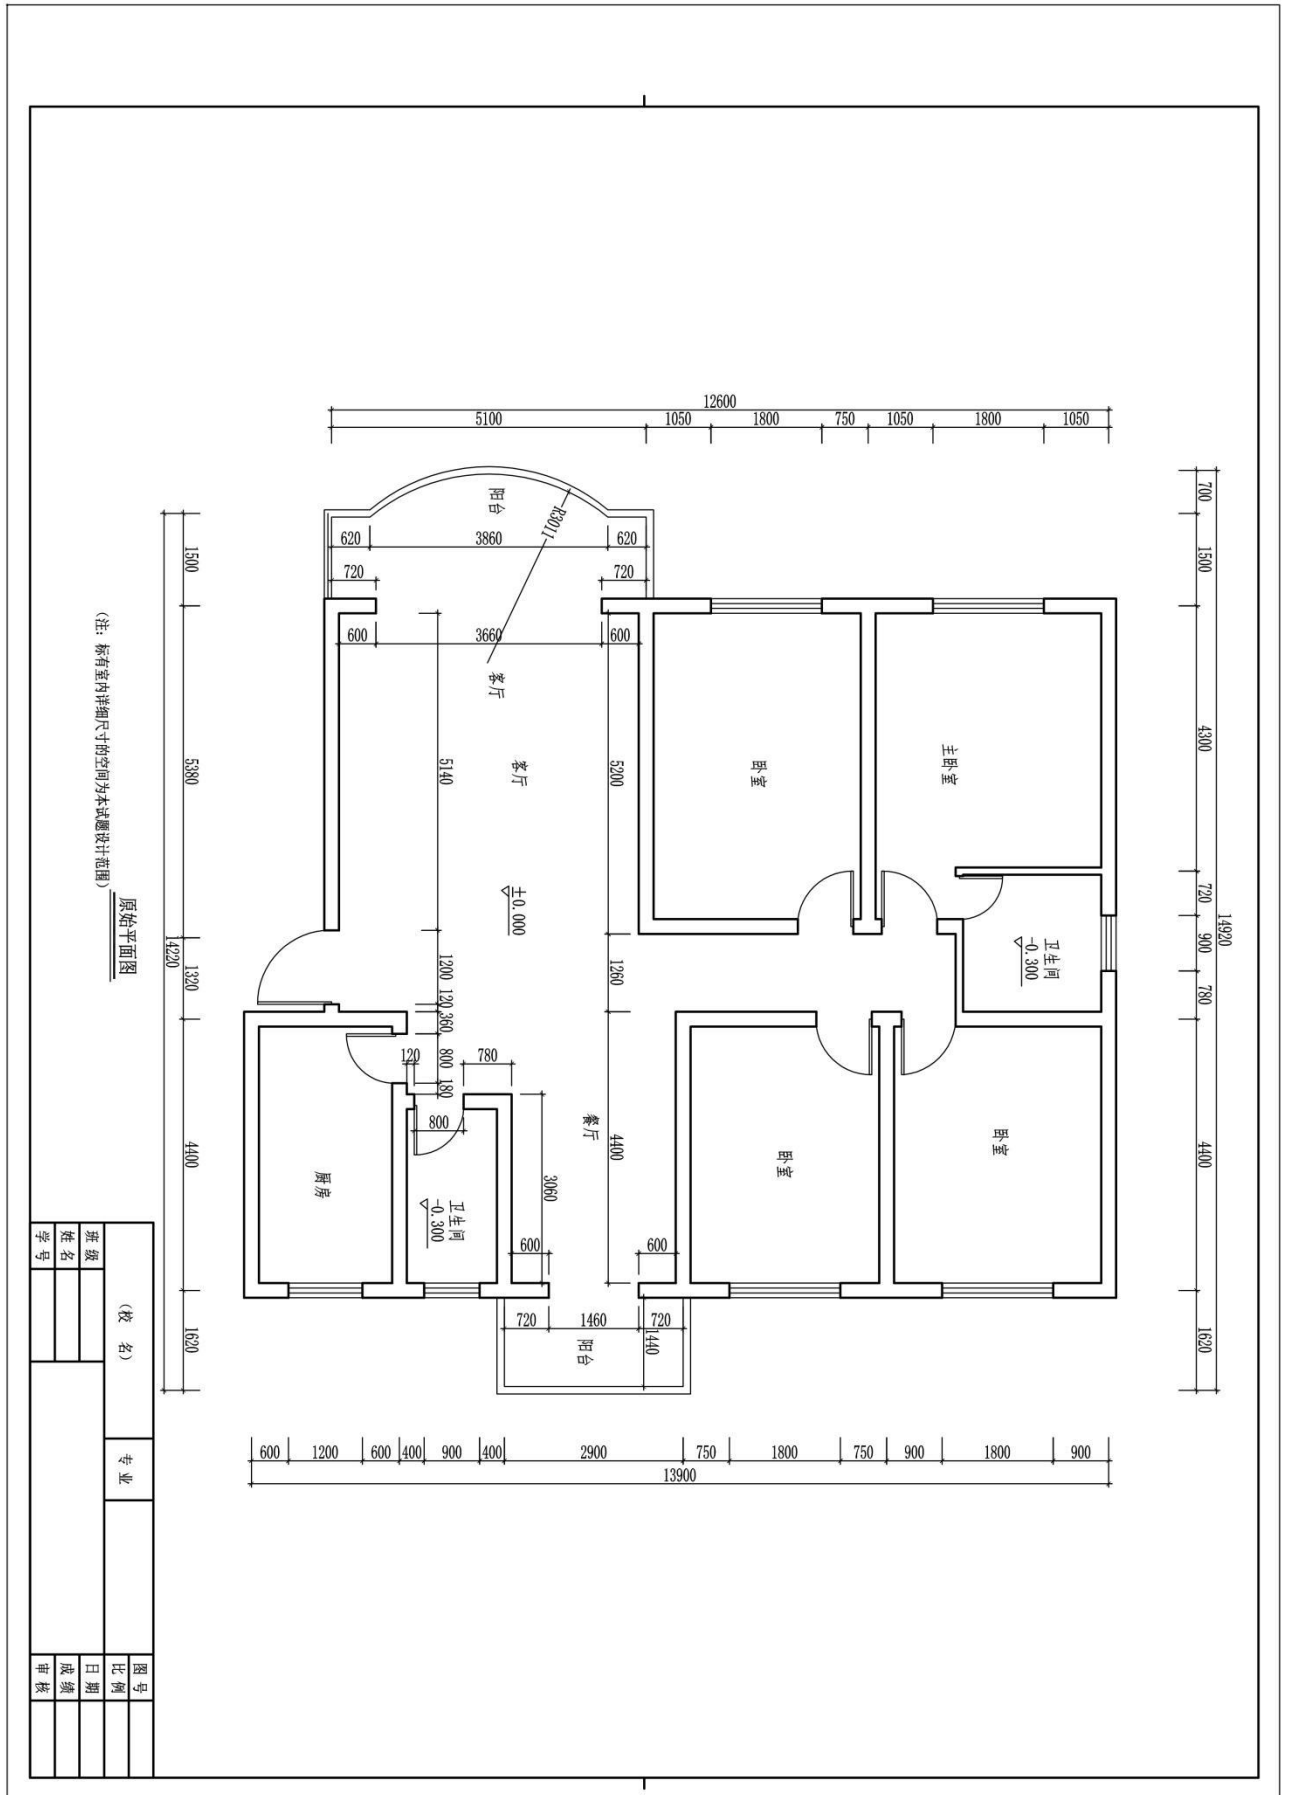 12600
5100
1050
1800
750
1050
1800
1050
700
1500
4300
720
900
780
4400
1620
14920
1500
5380
1320
4400
1620
14220
阳台
R3011
620
3860
620
720
720
600
3660
600
客厅
客厅
5140
5200
±0.000
卧室
主卧室
卫生间
-0.300
1200
120
360
800
180
1260
120
780
800
餐厅
4400
3060
厨房
卫生间
-0.300
卧室
卧室
600
600
720
1460
720
1440
阳台
600
1200
600
400
900
400
2900
750
1800
750
900
1800
900
13900
(注: 标有室内详细尺寸的空间为本试题设计范围)
原始平面图
(校 名)
专业
班级
姓名
学号
图号
比例
日期
成绩
审核